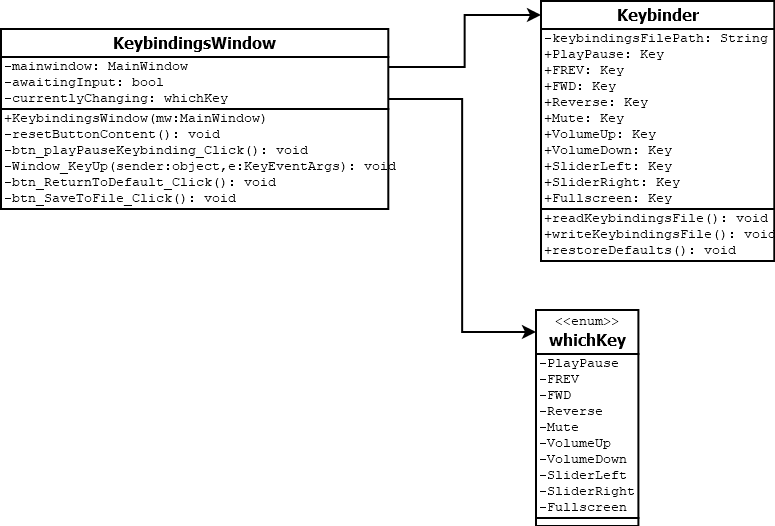 KeybindingsWindow
-mainwindow: MainWindow
-awaitingInput: bool
-currentlyChanging: whichKey
+KeybindingsWindow(mw:MainWindow)
-resetButtonContent(): void
-btn_playPauseKeybinding_Click(): void
-Window_KeyUp(sender:object,e:KeyEventArgs): void
-btn_ReturnToDefault_Click(): void
-btn_SaveToFile_Click(): void
Keybinder
-keybindingsFilePath: String
+PlayPause: Key
+FREV: Key
+FWD: Key
+Reverse: Key
+Mute: Key
+VolumeUp: Key
+VolumeDown: Key
+SliderLeft: Key
+SliderRight: Key
+Fullscreen: Key
+readKeybindingsFile(): void
+writeKeybindingsFile(): void
+restoreDefaults(): void
<<enum>>
whichKey
-PlayPause
-FREV
-FWD
-Reverse
-Mute
-VolumeUp
-VolumeDown
-SliderLeft
-SliderRight
-Fullscreen